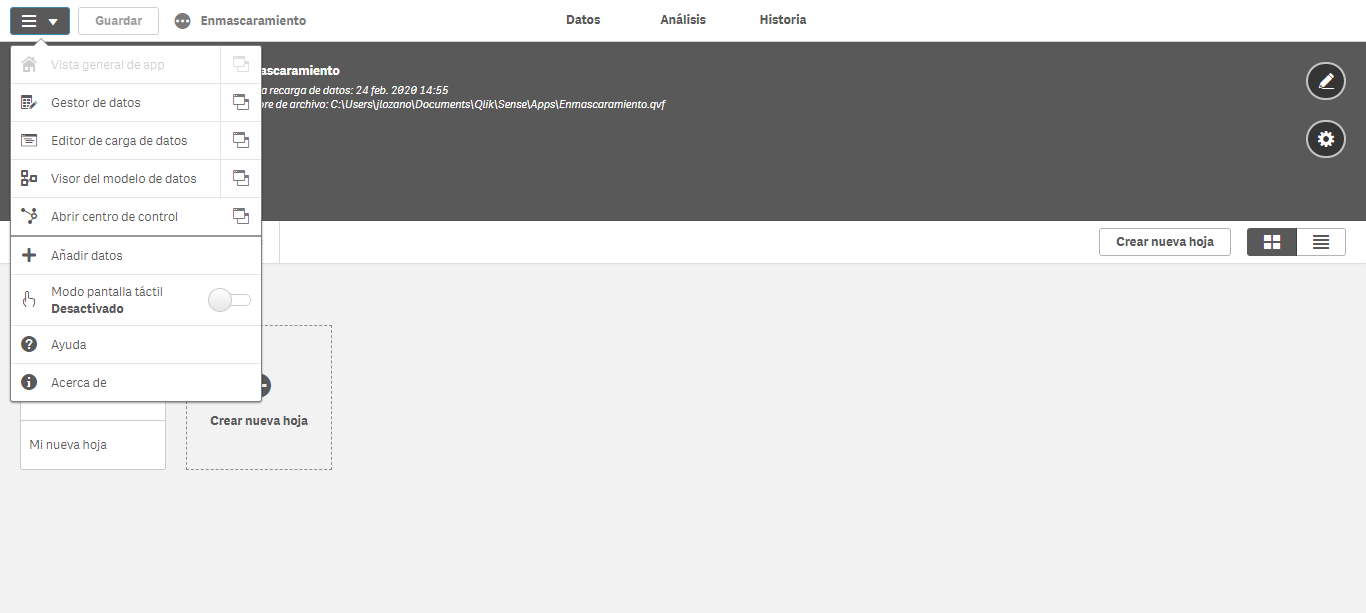 Guardar
Enmascaramiento
Datos
Análisis
Historia
Vista general de app
Gestor de datos
Editor de carga de datos
Visor del modelo de datos
Abrir centro de control
Añadir datos
Modo pantalla táctil
Desactivado
Ayuda
Acerca de
ascaramiento
a recarga de datos: 24 feb. 2020 14:55
re de archivo: C:\Users\jlozano\Documents\Qlik\Sense\Apps\Enmascaramiento.qvf
Crear nueva hoja
Mi nueva hoja
Crear nueva hoja